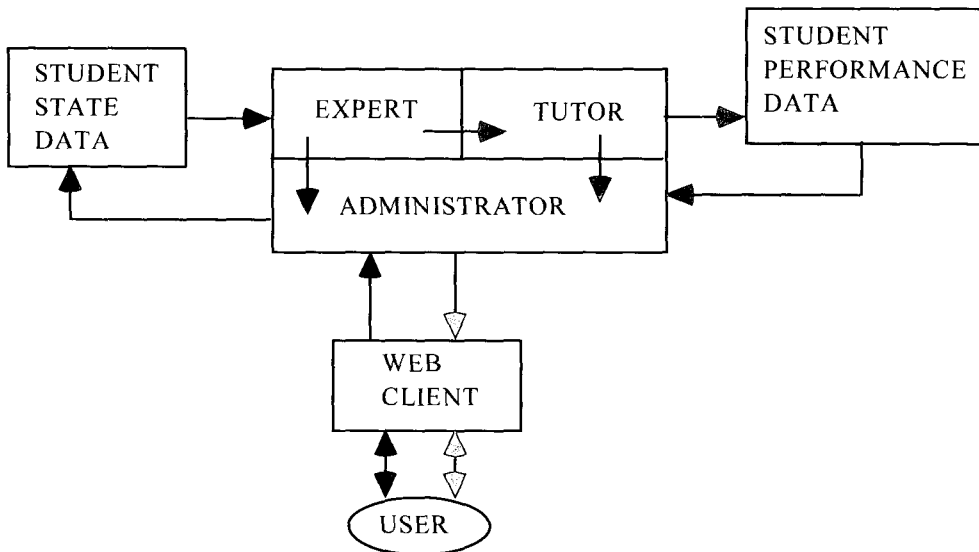 STUDENT
STATE
DATA
EXPERT
TUTOR
STUDENT
PERFORMANCE
DATA
ADMINISTRATOR
WEB
CLIENT
USER